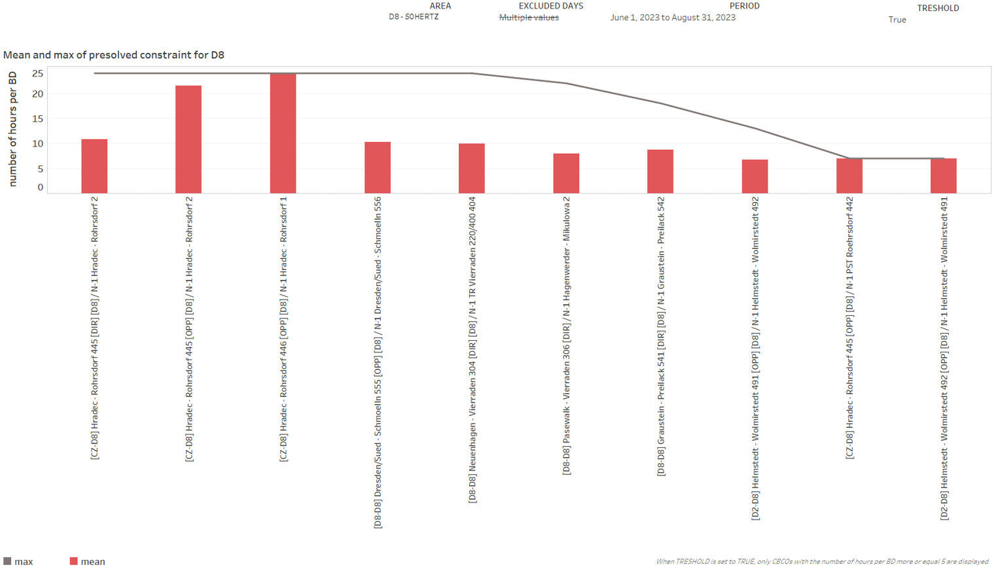 AREA
EXCLUDED DAYS
PERIOD
TRESHOLD
D8 - 50HERTZ
Multiple values
June 1, 2023 to August 31, 2023
True
Mean and max of presolved constraint for D8
number of hours per BD
25
20
15
10
5
0
[CZ-D8] Hradec - Rohrsdorf 445 [DIR] [D8] / N-1 Hradec - Rohrsdorf 2
[CZ-D8] Hradec - Rohrsdorf 445 [OPP] [D8] / N-1 Hradec - Rohrsdorf 2
[CZ-D8] Hradec - Rohrsdorf 446 [OPP] [D8] / N-1 Hradec - Rohrsdorf 1
[D8-D8] Dresden/Sued - Schmoelln 555 [OPP] [D8] / N-1 Dresden/Sued - Schmoelln 556
[D8-D8] Neuenhagen - Vierraden 304 [DIR] [D8] / N-1 TR Vierraden 220/400 404
[D8-D8] Pasewalk - Vierraden 306 [DIR] / N-1 Hagenwerder - Mikulowa 2
[D8-D8] Graustein - Preilack 541 [DIR] [D8] / N-1 Graustein - Preilack 542
[D2-D8] Helmstedt - Wolmirstedt 491 [OPP] [D8] / N-1 Helmstedt - Wolmirstedt 492
[CZ-D8] Hradec - Rohrsdorf 445 [OPP] [D8] / N-1 PST Roehrsdorf 442
[D2-D8] Helmstedt - Wolmirstedt 492 [OPP] [D8] / N-1 Helmstedt - Wolmirstedt 491
max
mean
When TRESHOLD is set to TRUE, only CBCOs with the number of hours per BD more or equal 5 are displayed.